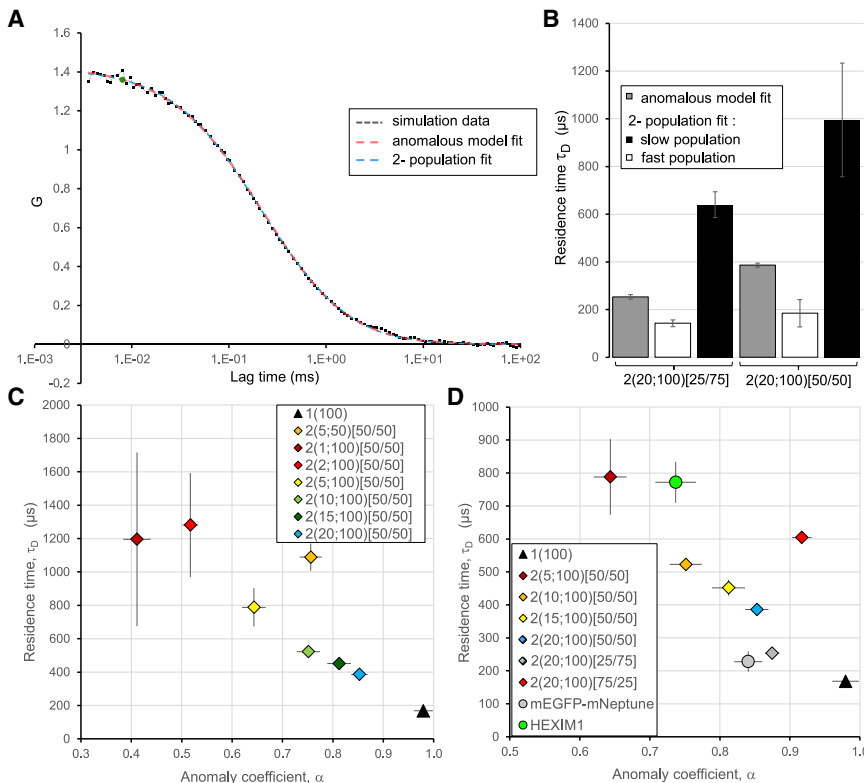 A
G
1.6
1.4
1.2
1
0.8
0.6
0.4
0.2
0
-0.2
1.E-03
1.E-02
1.E-01
1.E+00
1.E+01
1.E+02
Lag time (ms)
simulation data
anomalous model fit
2- population fit
B
Residence time τD (µs)
1400
1200
1000
800
600
400
200
0
anomalous model fit
2- population fit :
slow population
fast population
2(20;100)[25/75]
2(20;100)[50/50]
C
Residence time, τD (µs)
2000
1800
1600
1400
1200
1000
800
600
400
200
0
0.3
0.4
0.5
0.6
0.7
0.8
0.9
1.0
Anomaly coefficient, α
1(100)
2(5;50)[50/50]
2(1;100)[50/50]
2(2;100)[50/50]
2(5;100)[50/50]
2(10;100)[50/50]
2(15;100)[50/50]
2(20;100)[50/50]
D
Residence time, τD (µs)
1000
900
800
700
600
500
400
300
200
100
0
0.5
0.6
0.7
0.8
0.9
1.0
Anomaly coefficient, α
1(100)
2(5;100)[50/50]
2(10;100)[50/50]
2(15;100)[50/50]
2(20;100)[50/50]
2(20;100)[25/75]
2(20;100)[75/25]
mEGFP-mNeptune
HEXIM1